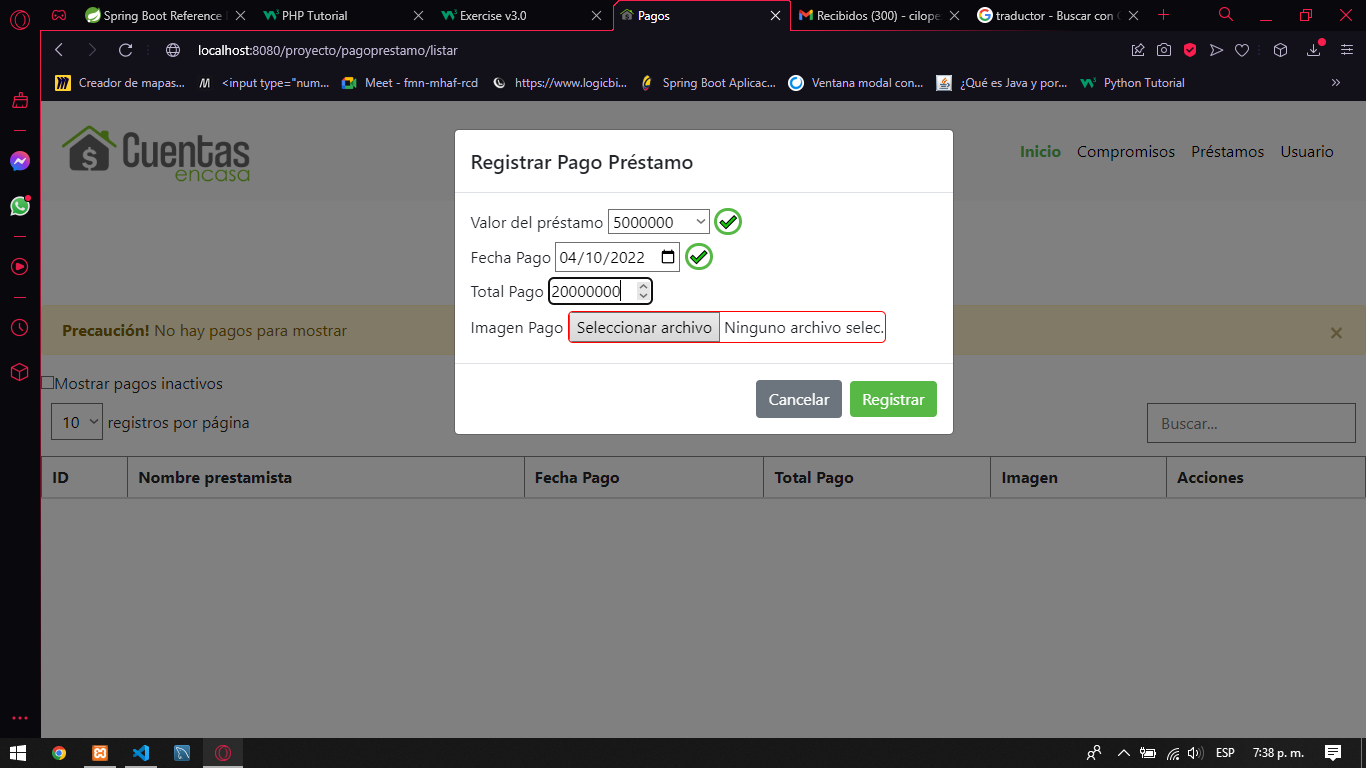 Spring Boot Reference
PHP Tutorial
Exercise v3.0
Pagos
Recibidos (300) - cilope
traductor - Buscar con G
localhost:8080/proyecto/pagoprestamo/listar
Creador de mapas...
<input type="num...
Meet - fmn-mhaf-rcd
https://www.logicbi...
Spring Boot Aplicac...
Ventana modal con...
¿Qué es Java y por...
Python Tutorial
»
Cuentas
encasa
Inicio
Compromisos
Préstamos
Usuario
Registrar Pago Préstamo
Valor del préstamo 5000000
Fecha Pago 04/10/2022
Total Pago 20000000
Imagen Pago Seleccionar archivo Ninguno archivo selec.
Cancelar
Registrar
Precaución! No hay pagos para mostrar
Mostrar pagos inactivos
10 registros por página
Buscar...
ID
Nombre prestamista
Fecha Pago
Total Pago
Imagen
Acciones
ESP
7:38 p. m.